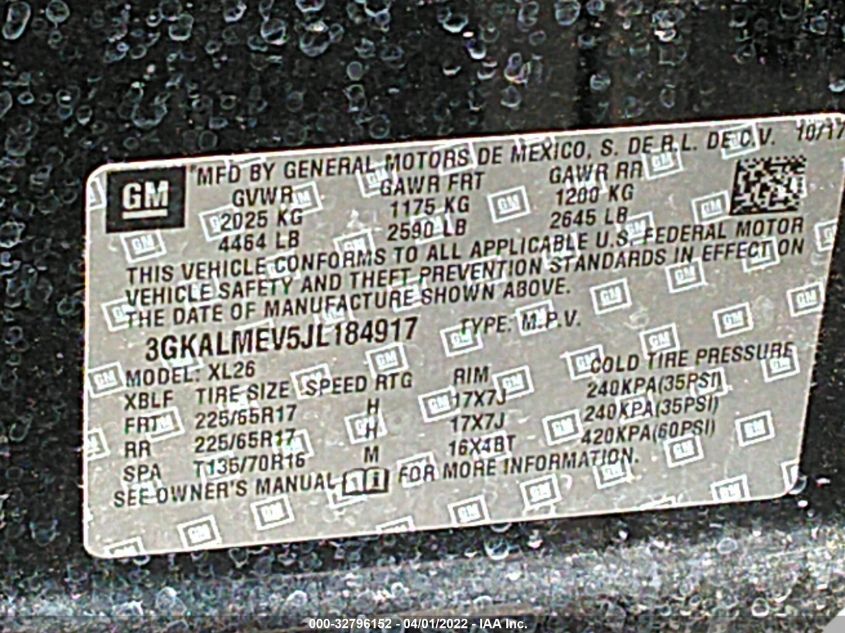 GM
MFD BY GENERAL MOTORS DE MEXICO, S. DE R.L. DE C.V. 10/17
GVWR GAWR FRT GAWR RR
2025 KG 1175 KG 1200 KG
4464 LB 2590 LB 2645 LB
THIS VEHICLE CONFORMS TO ALL APPLICABLE U.S. FEDERAL MOTOR
VEHICLE SAFETY AND THEFT PREVENTION STANDARDS IN EFFECT ON
THE DATE OF MANUFACTURE SHOWN ABOVE.
3GKALMEV5JL184917 TYPE: M.P.V.
MODEL: XL26
XBLF TIRE SIZE SPEED RTG RIM COLD TIRE PRESSURE
FRT 225/65R17 H 17X7J 240KPA(35PSI)
RR 225/65R17 H 17X7J 240KPA(35PSI)
SPA T135/70R16 M 16X4BT 420KPA(60PSI)
SEE OWNER'S MANUAL FOR MORE INFORMATION.
000-32796152 - 04/01/2022 - IAA Inc.